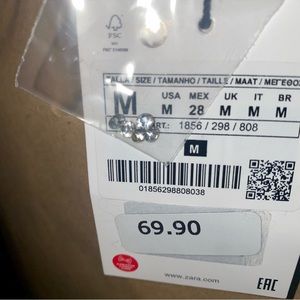 FSC
TALLA / SIZE / TAMANHO / TAILLE / MAAT / ΜΕΓΕΘΟΣ
M
USA MEX UK IT BR
M 28 M M M
ART.: 1856 / 298 / 808
M
01856298808038
69.90
www.zara.com
EAC